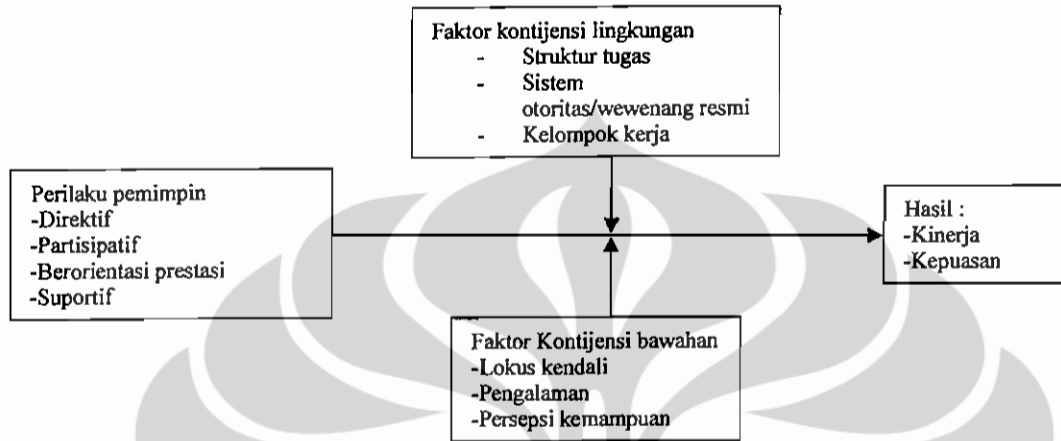 Faktor kontijensi lingkungan
- Struktur tugas
- Sistem
otoritas/wewenang resmi
- Kelompok kerja
Perilaku pemimpin
-Direktif
-Partisipatif
-Berorientasi prestasi
-Suportif
Hasil :
-Kinerja
-Kepuasan
Faktor Kontijensi bawahan
-Lokus kendali
-Pengalaman
-Persepsi kemampuan